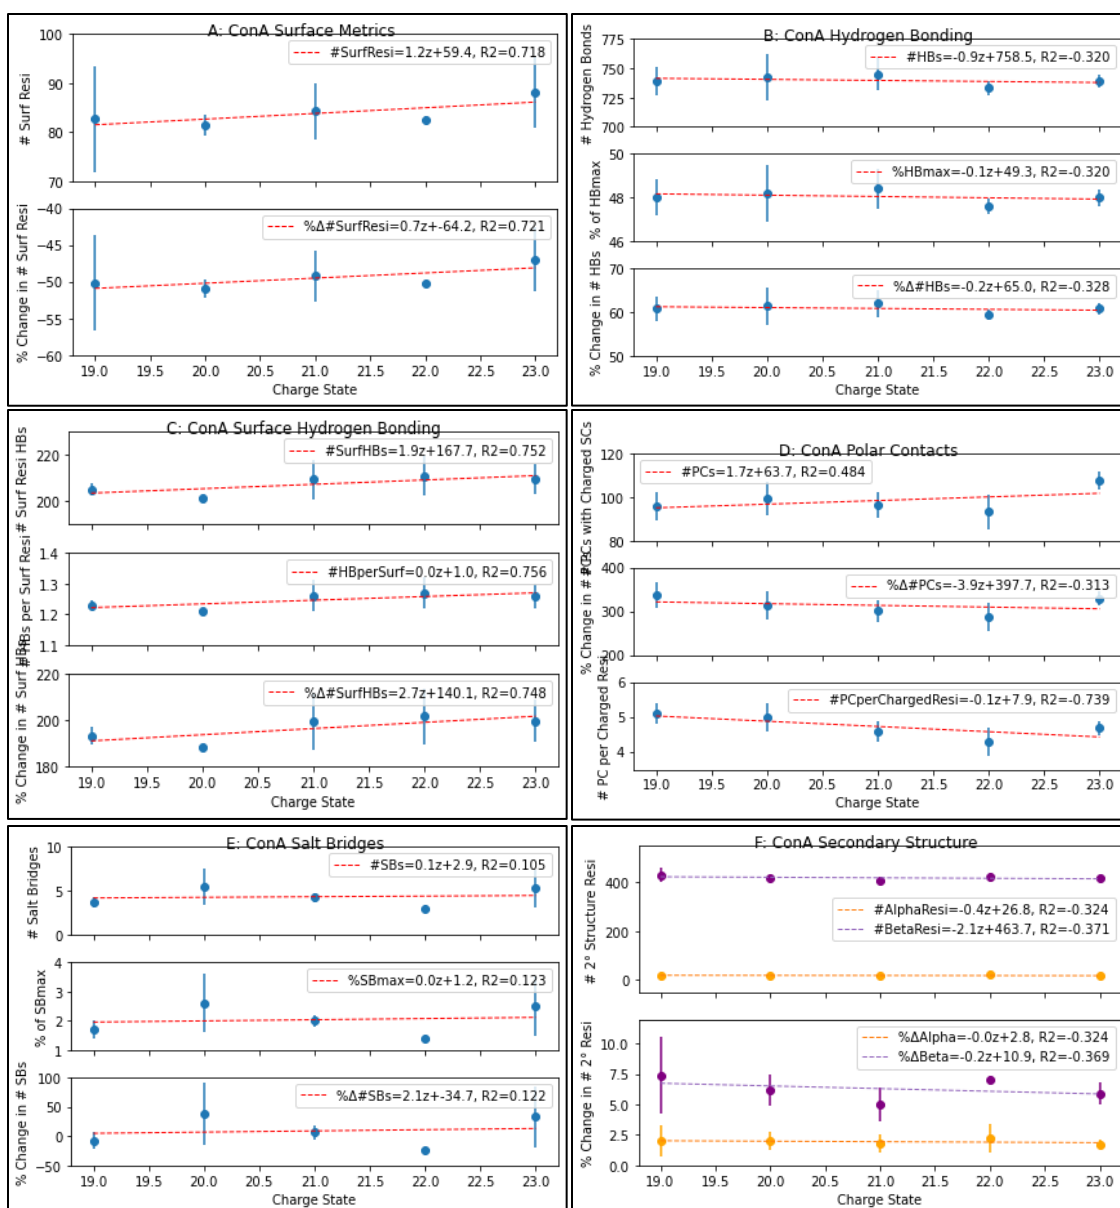 A: ConA Surface Metrics
#SurfResi=1.2z+59.4, R2=0.718
# Surf Resi
100
90
80
70
%Δ#SurfResi=0.7z+-64.2, R2=0.721
% Change in # Surf Resi
−40
−45
−50
−55
−60
19.0 19.5 20.0 20.5 21.0 21.5 22.0 22.5 23.0
Charge State
B: ConA Hydrogen Bonding
#HBs=-0.9z+758.5, R2=-0.320
# Hydrogen Bonds
775
750
725
700
%HBmax=-0.1z+49.3, R2=-0.320
% of HBmax
50
48
46
%Δ#HBs=-0.2z+65.0, R2=-0.328
% Change in # HBs
70
60
50
19.0 19.5 20.0 20.5 21.0 21.5 22.0 22.5 23.0
Charge State
C: ConA Surface Hydrogen Bonding
#SurfHBs=1.9z+167.7, R2=0.752
# Surf Resi HBs
220
200
#HBperSurf=0.0z+1.0, R2=0.756
# HBs per Surf Resi
1.4
1.3
1.2
1.1
%Δ#SurfHBs=2.7z+140.1, R2=0.748
% Change in # Surf HBs
220
200
180
19.0 19.5 20.0 20.5 21.0 21.5 22.0 22.5 23.0
Charge State
D: ConA Polar Contacts
#PCs=1.7z+63.7, R2=0.484
# PCs with Charged SCs
120
100
80
%Δ#PCs=-3.9z+397.7, R2=-0.313
% Change in # PCs
400
300
200
#PCperChargedResi=-0.1z+7.9, R2=-0.739
# PC per Charged Resi
6
5
4
19.0 19.5 20.0 20.5 21.0 21.5 22.0 22.5 23.0
Charge State
E: ConA Salt Bridges
#SBs=0.1z+2.9, R2=0.105
# Salt Bridges
10
5
0
%SBmax=0.0z+1.2, R2=0.123
% of SBmax
4
3
2
1
%Δ#SBs=2.1z+-34.7, R2=0.122
% Change in # SBs
100
50
0
−50
19.0 19.5 20.0 20.5 21.0 21.5 22.0 22.5 23.0
Charge State
F: ConA Secondary Structure
#AlphaResi=-0.4z+26.8, R2=-0.324
#BetaResi=-2.1z+463.7, R2=-0.371
# 2° Structure Resi
400
200
0
%ΔAlpha=-0.0z+2.8, R2=-0.324
%ΔBeta=-0.2z+10.9, R2=-0.369
% Change in # 2° Resi
10.0
7.5
5.0
2.5
0.0
19.0 19.5 20.0 20.5 21.0 21.5 22.0 22.5 23.0
Charge State